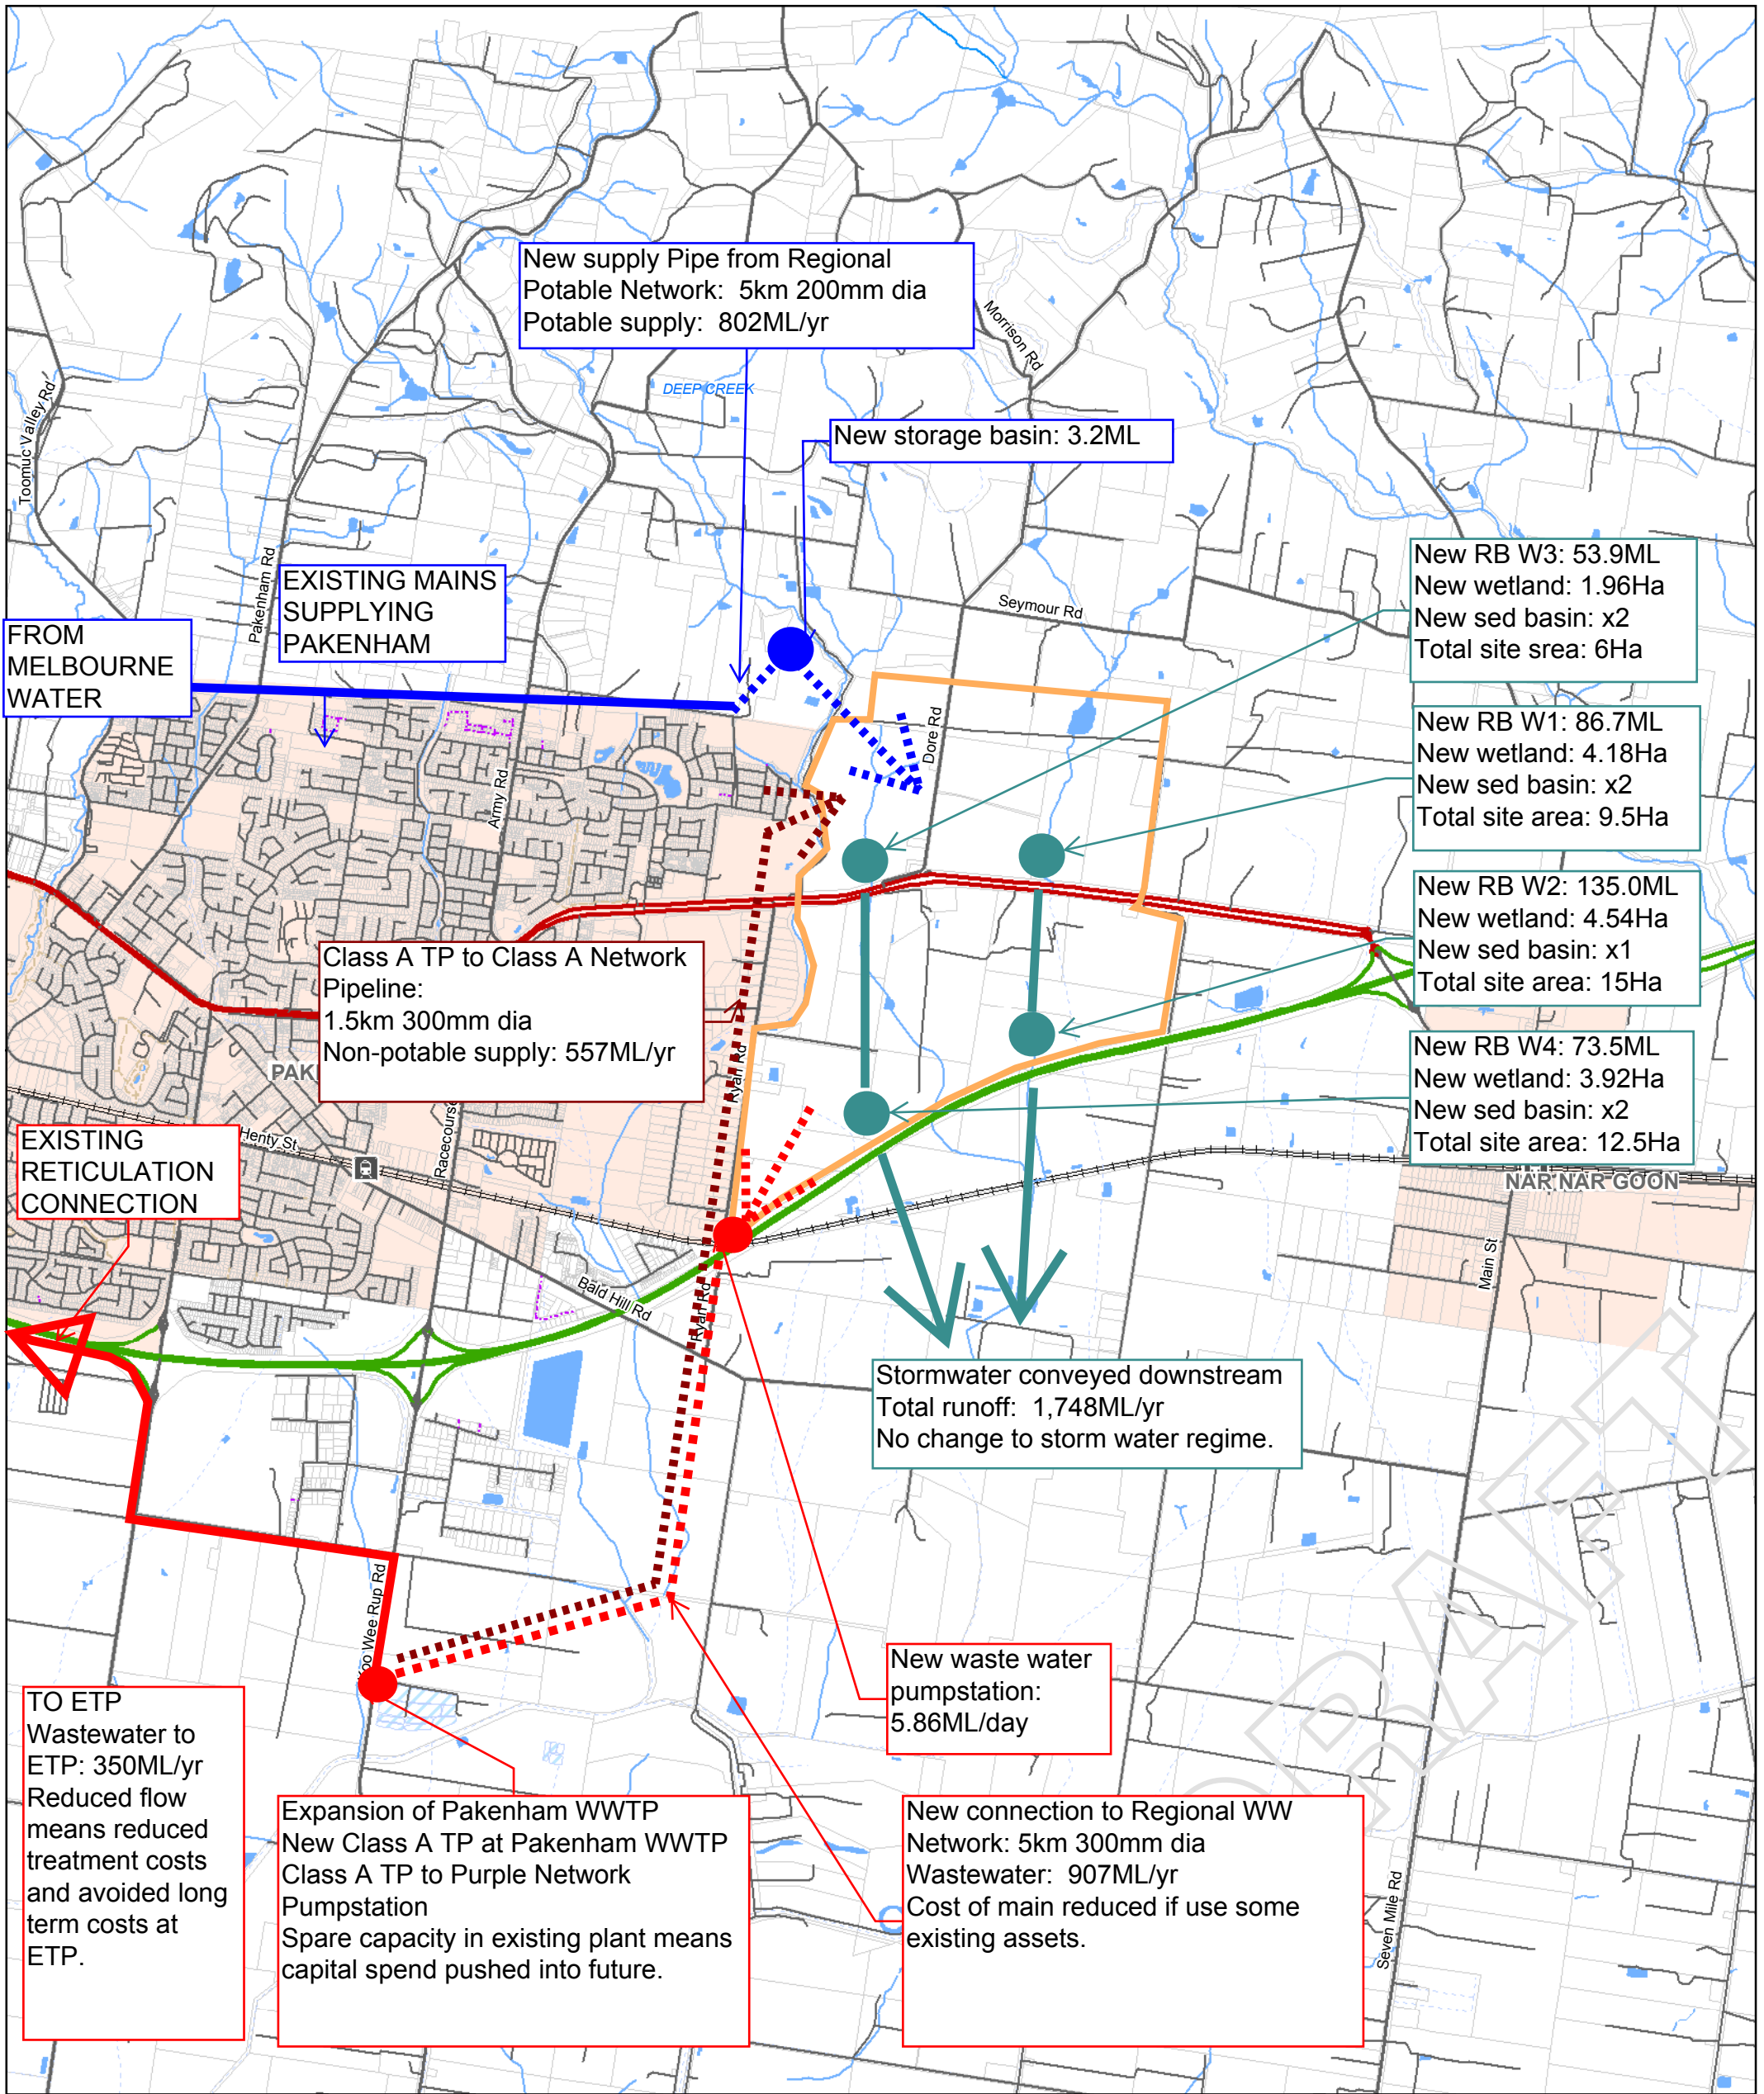 New supply Pipe from Regional
Potable Network: 5km 200mm dia
Potable supply: 802ML/yr
Morrison Rd
DEEP CREEK
Toomuc Valley Rd
New storage basin: 3.2ML
Pakenham Rd
EXISTING MAINS
SUPPLYING
PAKENHAM
FROM
MELBOURNE
WATER
Seymour Rd
New RB W3: 53.9ML
New wetland: 1.96Ha
New sed basin: x2
Total site srea: 6Ha
Dore Rd
Army Rd
New RB W1: 86.7ML
New wetland: 4.18Ha
New sed basin: x2
Total site area: 9.5Ha
New RB W2: 135.0ML
New wetland: 4.54Ha
New sed basin: x1
Total site area: 15Ha
Class A TP to Class A Network
Pipeline:
1.5km 300mm dia
Non-potable supply: 557ML/yr
PAK
Ryan Rd
New RB W4: 73.5ML
New wetland: 3.92Ha
New sed basin: x2
Total site area: 12.5Ha
EXISTING
RETICULATION
CONNECTION
Henty St
Racecourse
NAR NAR GOON
Main St
Bald Hill Rd
Ryan Rd
Stormwater conveyed downstream
Total runoff: 1,748ML/yr
No change to storm water regime.
DRAFT
Koo Wee Rup Rd
New waste water
pumpstation:
5.86ML/day
TO ETP
Wastewater to
ETP: 350ML/yr
Reduced flow
means reduced
treatment costs
and avoided long
term costs at
ETP.
Expansion of Pakenham WWTP
New Class A TP at Pakenham WWTP
Class A TP to Purple Network
Pumpstation
Spare capacity in existing plant means
capital spend pushed into future.
New connection to Regional WW
Network: 5km 300mm dia
Wastewater: 907ML/yr
Cost of main reduced if use some
existing assets.
Seven Mile Rd